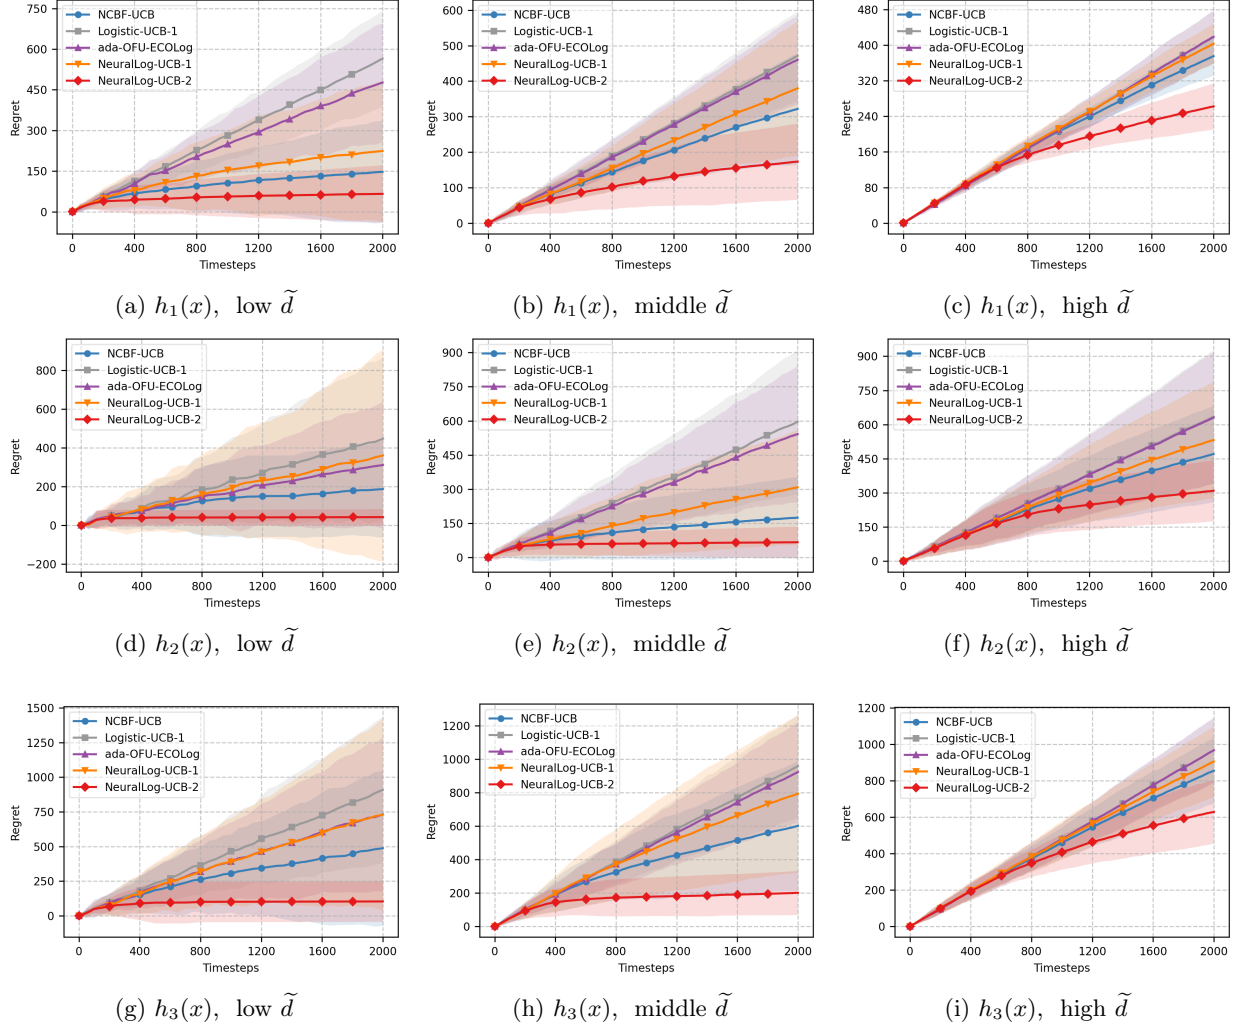 750
600
450
300
150
0
Regret
NCBF-UCB
Logistic-UCB-1
ada-OFU-ECOLog
NeuralLog-UCB-1
NeuralLog-UCB-2
0 400 800 1200 1600 2000
Timesteps
(a) h₁(x), low d̃
600
500
400
300
200
100
0
Regret
NCBF-UCB
Logistic-UCB-1
ada-OFU-ECOLog
NeuralLog-UCB-1
NeuralLog-UCB-2
0 400 800 1200 1600 2000
Timesteps
(b) h₁(x), middle d̃
480
400
320
240
160
80
0
Regret
NCBF-UCB
Logistic-UCB-1
ada-OFU-ECOLog
NeuralLog-UCB-1
NeuralLog-UCB-2
0 400 800 1200 1600 2000
Timesteps
(c) h₁(x), high d̃
800
600
400
200
0
−200
Regret
NCBF-UCB
Logistic-UCB-1
ada-OFU-ECOLog
NeuralLog-UCB-1
NeuralLog-UCB-2
0 400 800 1200 1600 2000
Timesteps
(d) h₂(x), low d̃
900
750
600
450
300
150
0
Regret
NCBF-UCB
Logistic-UCB-1
ada-OFU-ECOLog
NeuralLog-UCB-1
NeuralLog-UCB-2
0 400 800 1200 1600 2000
Timesteps
(e) h₂(x), middle d̃
900
750
600
450
300
150
0
Regret
NCBF-UCB
Logistic-UCB-1
ada-OFU-ECOLog
NeuralLog-UCB-1
NeuralLog-UCB-2
0 400 800 1200 1600 2000
Timesteps
(f) h₂(x), high d̃
1500
1250
1000
750
500
250
0
Regret
NCBF-UCB
Logistic-UCB-1
ada-OFU-ECOLog
NeuralLog-UCB-1
NeuralLog-UCB-2
0 400 800 1200 1600 2000
Timesteps
(g) h₃(x), low d̃
1200
1000
800
600
400
200
0
Regret
NCBF-UCB
Logistic-UCB-1
ada-OFU-ECOLog
NeuralLog-UCB-1
NeuralLog-UCB-2
0 400 800 1200 1600 2000
Timesteps
(h) h₃(x), middle d̃
1200
1000
800
600
400
200
0
Regret
NCBF-UCB
Logistic-UCB-1
ada-OFU-ECOLog
NeuralLog-UCB-1
NeuralLog-UCB-2
0 400 800 1200 1600 2000
Timesteps
(i) h₃(x), high d̃